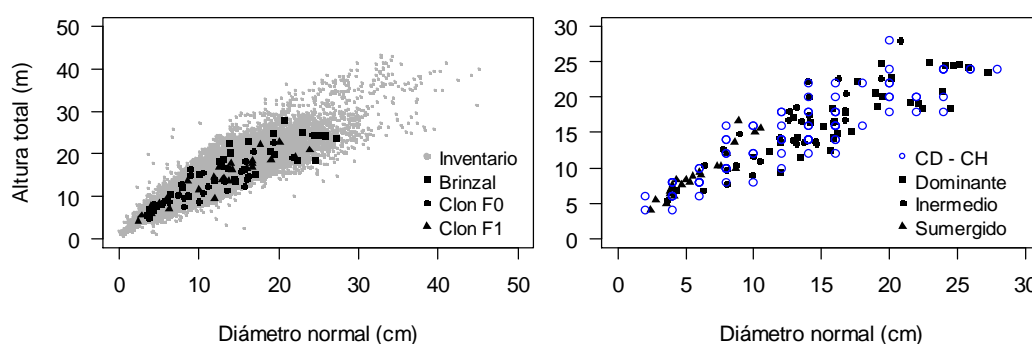 Altura total (m)
50
40
30
20
10
0
Inventario
Brinzal
Clon F0
Clon F1
0 10 20 30 40 50
Diámetro normal (cm)
30
25
20
15
10
5
0
CD - CH
Dominante
Inermedio
Sumergido
0 5 10 15 20 25 30
Diámetro normal (cm)